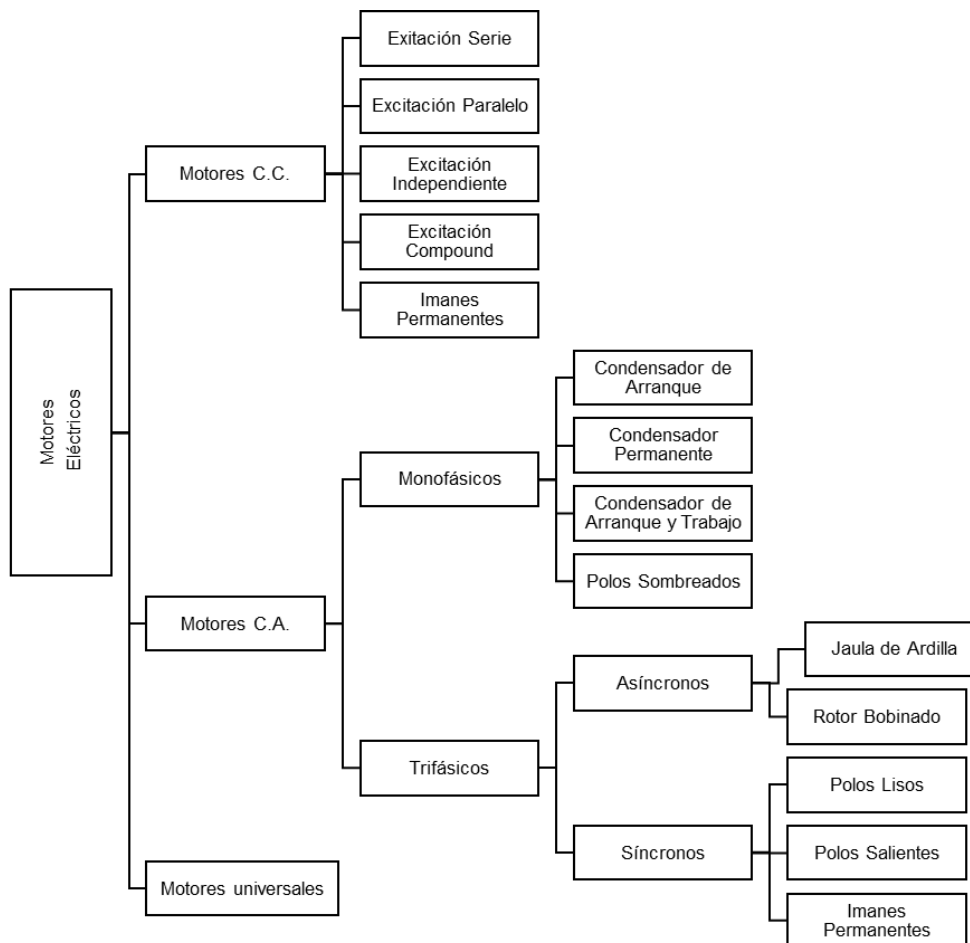 Motores
Eléctricos
Motores C.C.
Exitación Serie
Excitación Paralelo
Excitación
Independiente
Excitación
Compound
Imanes
Permanentes
Motores C.A.
Monofásicos
Condensador de
Arranque
Condensador
Permanente
Condensador de
Arranque y Trabajo
Polos Sombreados
Trifásicos
Asíncronos
Jaula de Ardilla
Rotor Bobinado
Síncronos
Polos Lisos
Polos Salientes
Imanes
Permanentes
Motores universales